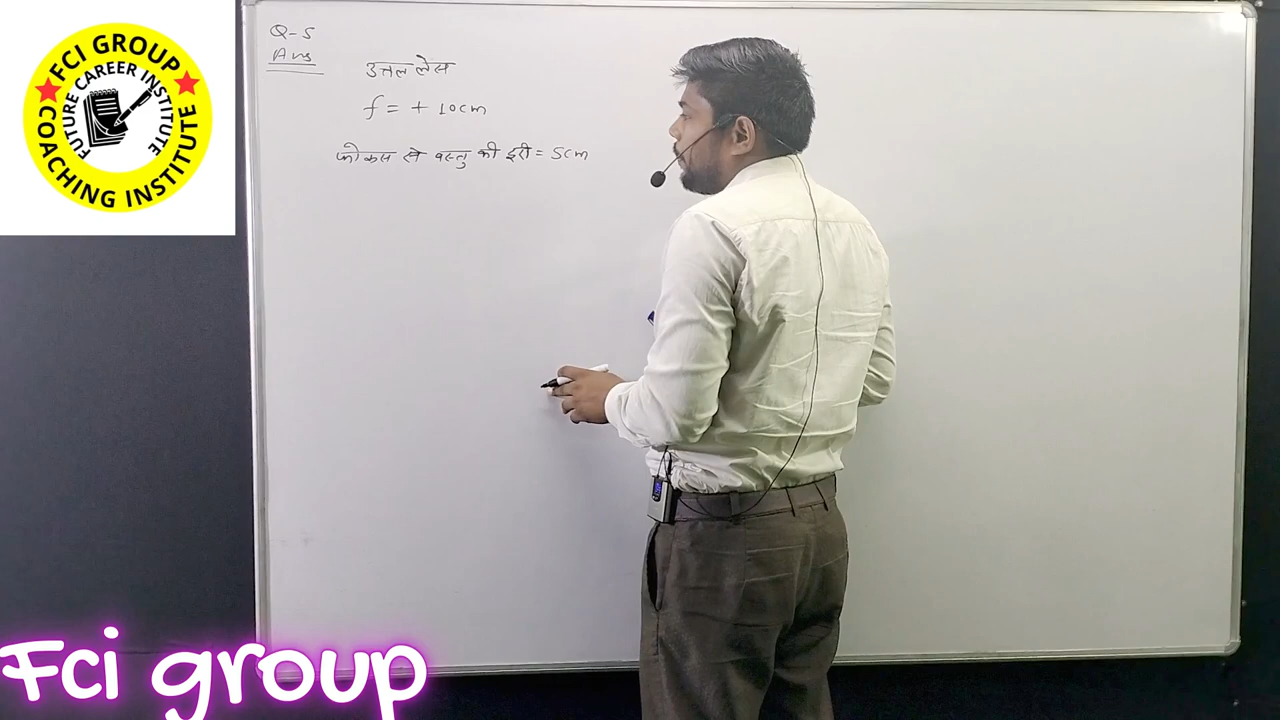 FCI GROUP
FUTURE CAREER INSTITUTE
COACHING INSTITUTE
Q-5
Ans
उत्तल लेंस
f = + 10cm
फोकस से वस्तु की दूरी = 5cm
Fci group